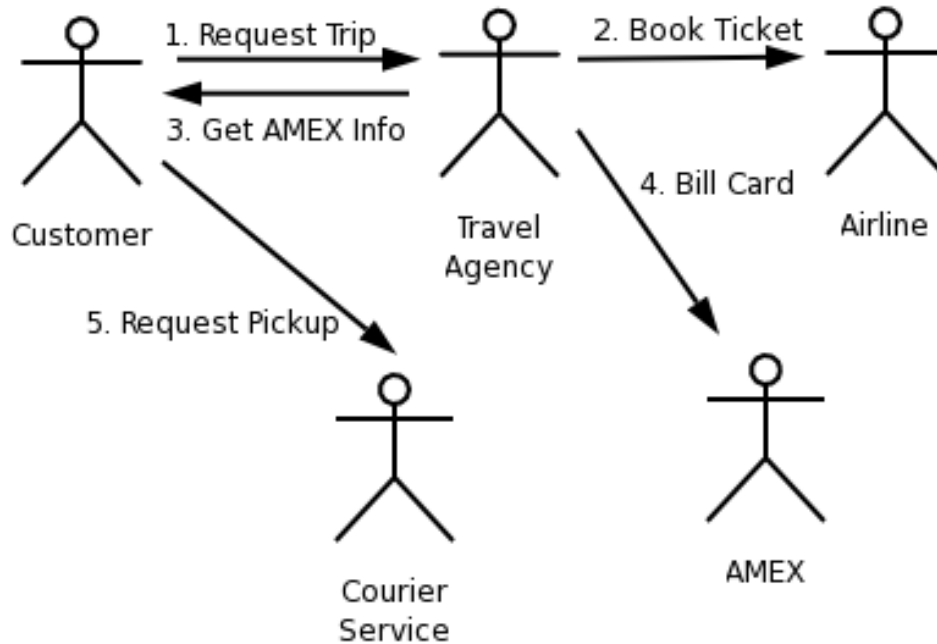 1. Request Trip
2. Book Ticket
3. Get AMEX Info
4. Bill Card
Customer
Travel
Agency
Airline
5. Request Pickup
Courier
Service
AMEX